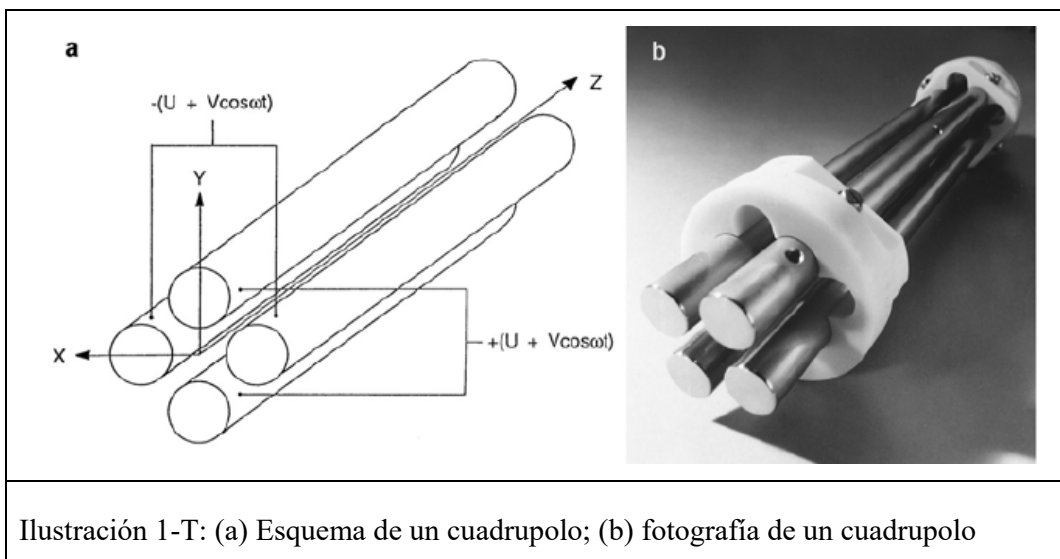 a
b
-(U + Vcosωt)
Z
Y
X
+(U + Vcosωt)
Ilustración 1-T: (a) Esquema de un cuadrupolo; (b) fotografía de un cuadrupolo